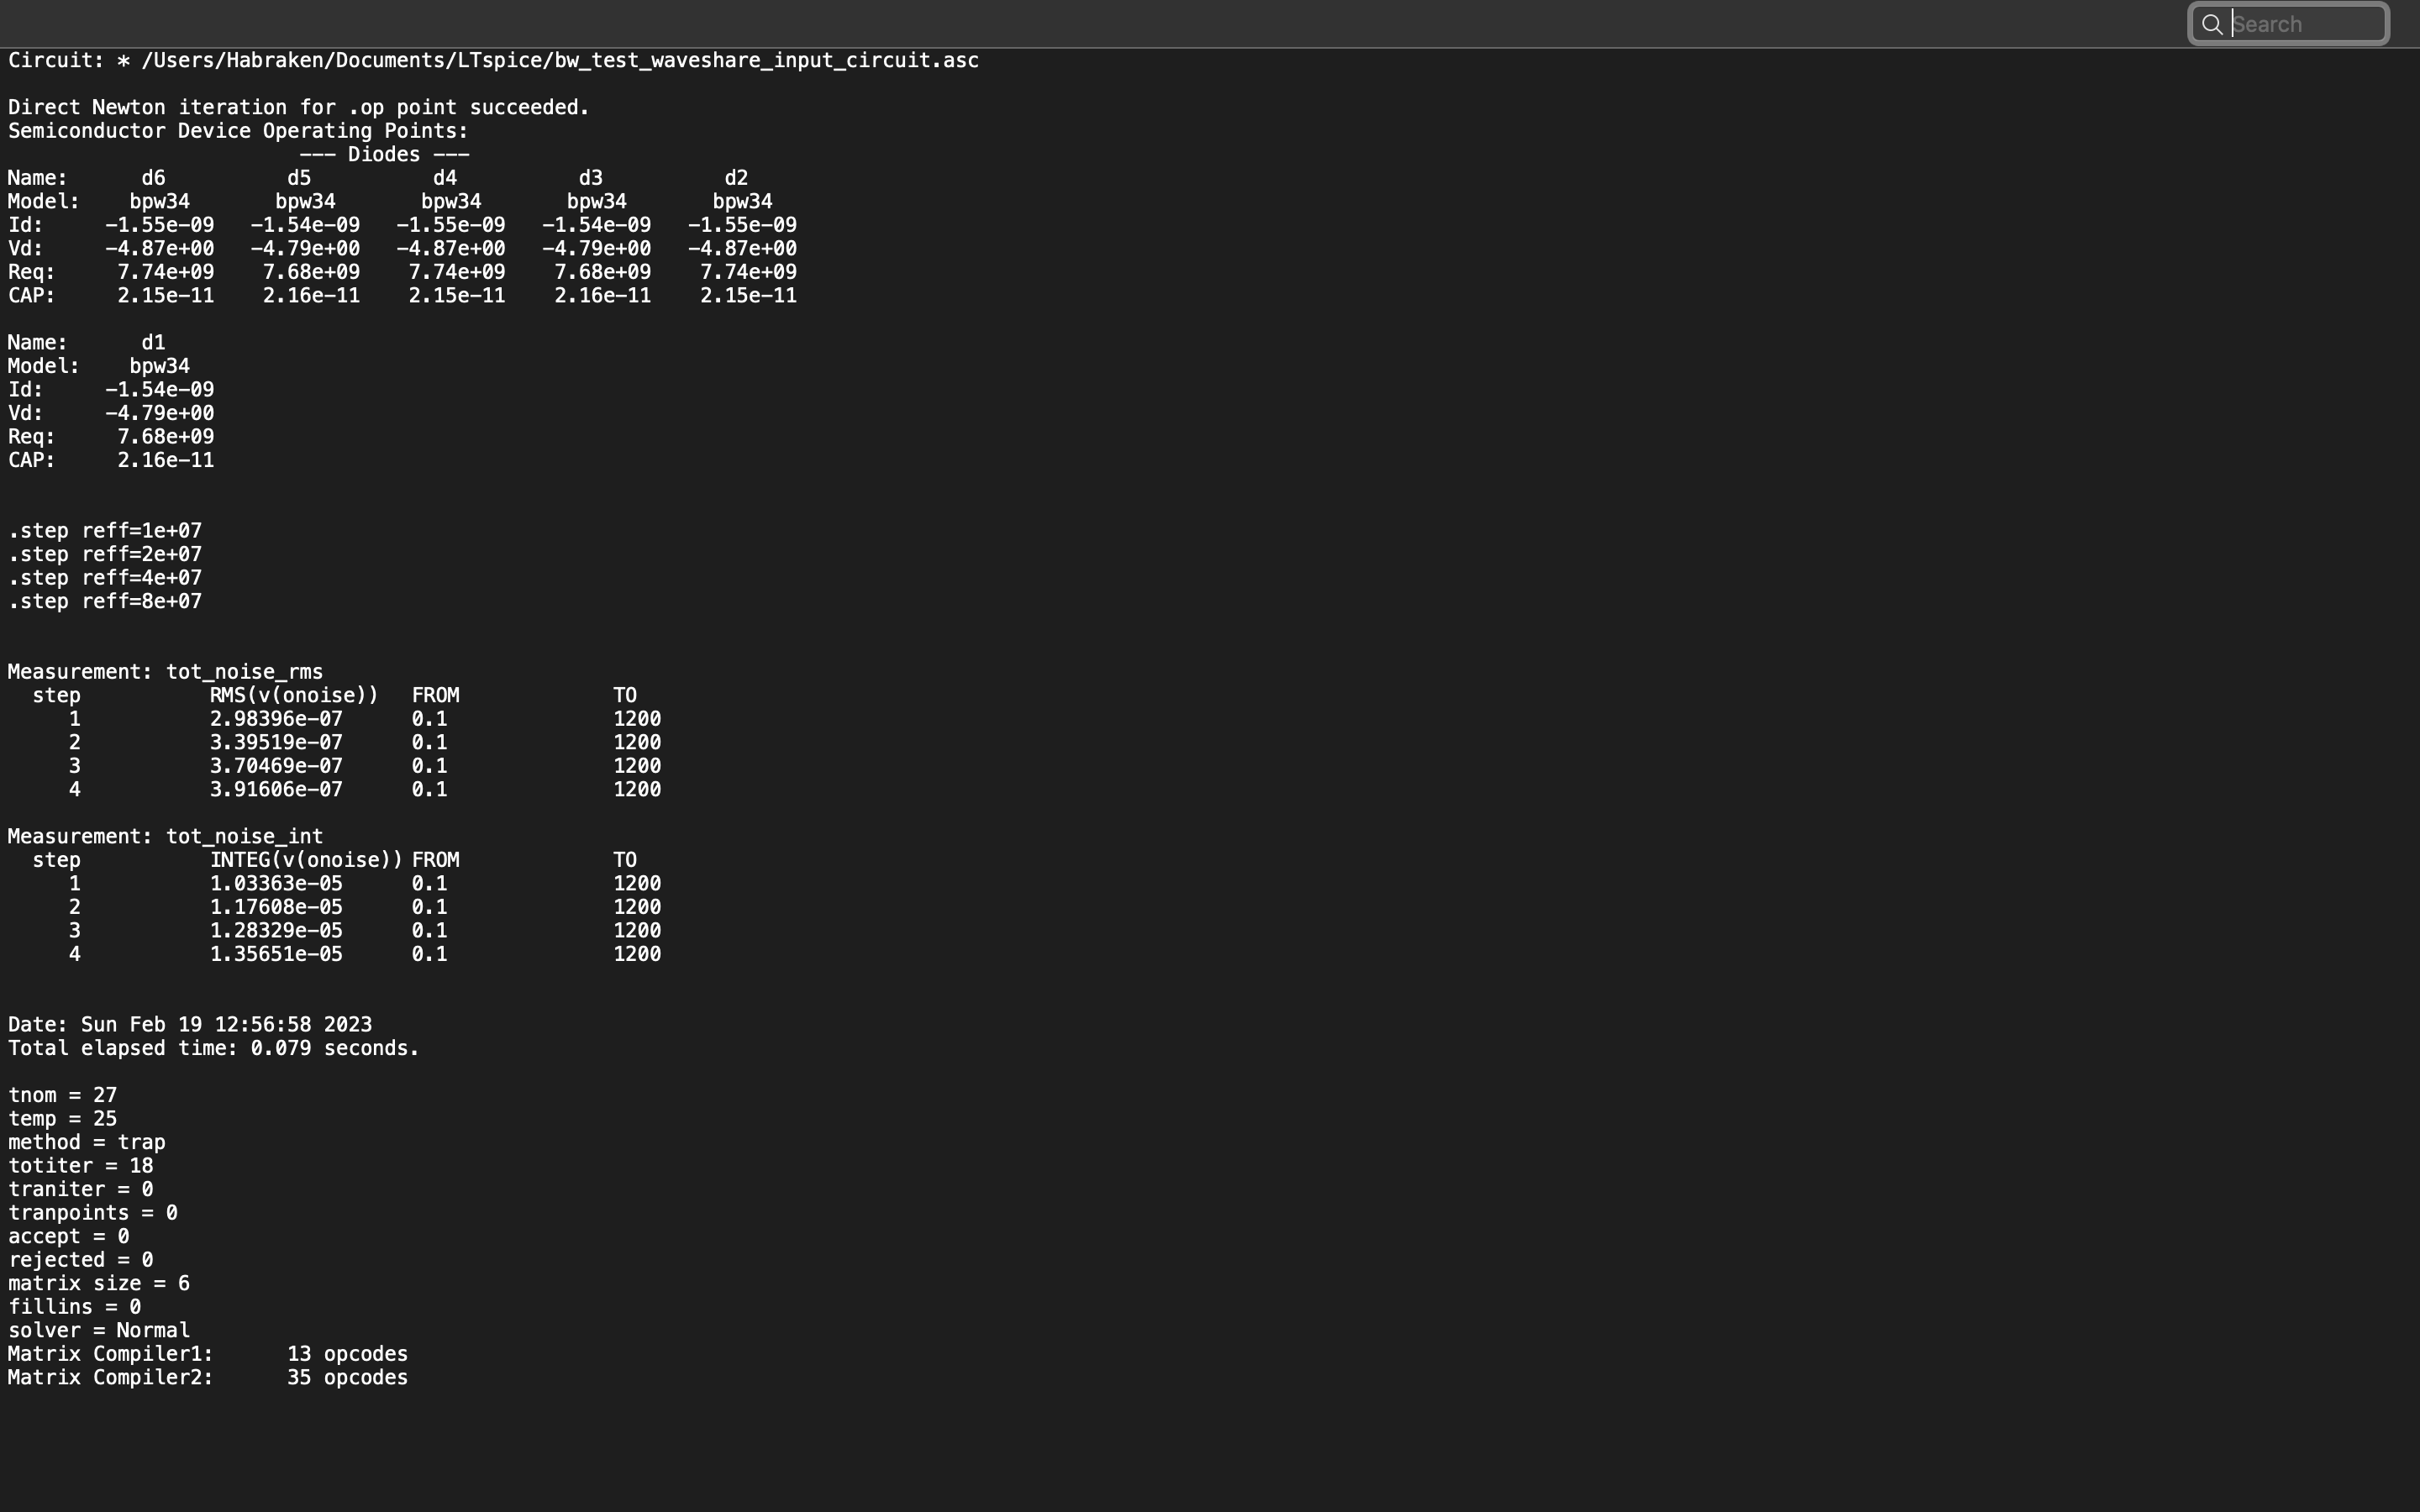 Search
Circuit: * /Users/Habraken/Documents/LTspice/bw_test_waveshare_input_circuit.asc
Direct Newton iteration for .op point succeeded.
Semiconductor Device Operating Points:
--- Diodes ---
Name: d6 d5 d4 d3 d2
Model: bpw34 bpw34 bpw34 bpw34 bpw34
Id: -1.55e-09 -1.54e-09 -1.55e-09 -1.54e-09 -1.55e-09
Vd: -4.87e+00 -4.79e+00 -4.87e+00 -4.79e+00 -4.87e+00
Req: 7.74e+09 7.68e+09 7.74e+09 7.68e+09 7.74e+09
CAP: 2.15e-11 2.16e-11 2.15e-11 2.16e-11 2.15e-11
Name: d1
Model: bpw34
Id: -1.54e-09
Vd: -4.79e+00
Req: 7.68e+09
CAP: 2.16e-11
.step reff=1e+07
.step reff=2e+07
.step reff=4e+07
.step reff=8e+07
Measurement: tot_noise_rms
step RMS(v(onoise)) FROM TO
1 2.98396e-07 0.1 1200
2 3.39519e-07 0.1 1200
3 3.70469e-07 0.1 1200
4 3.91606e-07 0.1 1200
Measurement: tot_noise_int
step INTEG(v(onoise)) FROM TO
1 1.03363e-05 0.1 1200
2 1.17608e-05 0.1 1200
3 1.28329e-05 0.1 1200
4 1.35651e-05 0.1 1200
Date: Sun Feb 19 12:56:58 2023
Total elapsed time: 0.079 seconds.
tnom = 27
temp = 25
method = trap
totiter = 18
traniter = 0
tranpoints = 0
accept = 0
rejected = 0
matrix size = 6
fillins = 0
solver = Normal
Matrix Compiler1: 13 opcodes
Matrix Compiler2: 35 opcodes